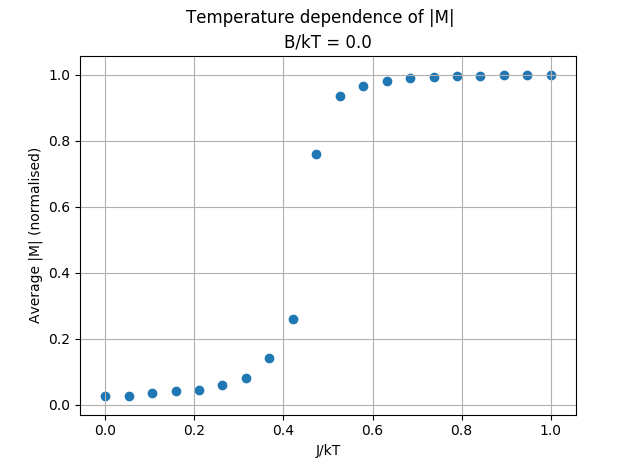 Temperature dependence of |M|
B/kT = 0.0
Average |M| (normalised)
1.0
0.8
0.6
0.4
0.2
0.0
0.0 0.2 0.4 0.6 0.8 1.0
J/kT